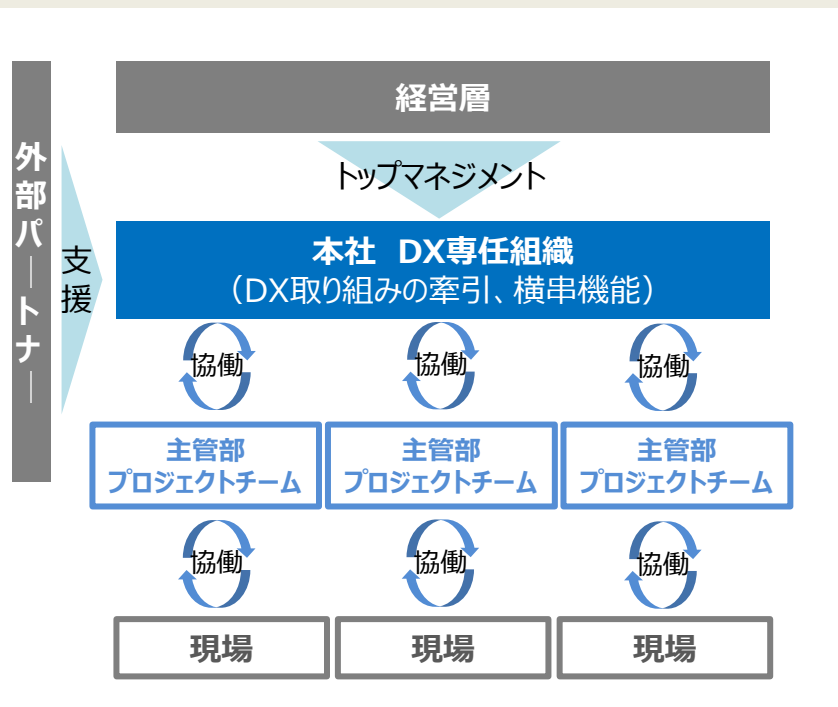 経営層
トップマネジメント
外部パートナー
支援
本社 DX専任組織
（DX取り組みの牽引、横串機能）
協働
協働
協働
主管部
プロジェクトチーム
主管部
プロジェクトチーム
主管部
プロジェクトチーム
協働
協働
協働
現場
現場
現場